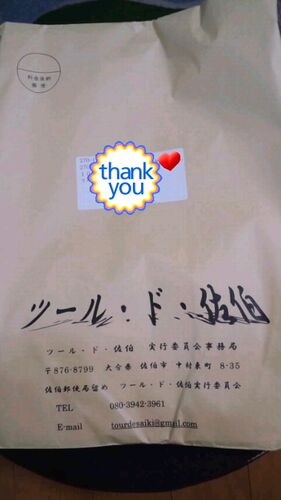 料金後納
郵便
thank
you
ツール・ド・佐伯
ツール・ド・佐伯 実行委員会事務局
〒876-8799 大分県 佐伯市 中村東町 8-35
佐伯郵便局留め ツール・ド・佐伯実行委員会
TEL 080-3942-3961
E-mail tourdesaiki@gmail.com